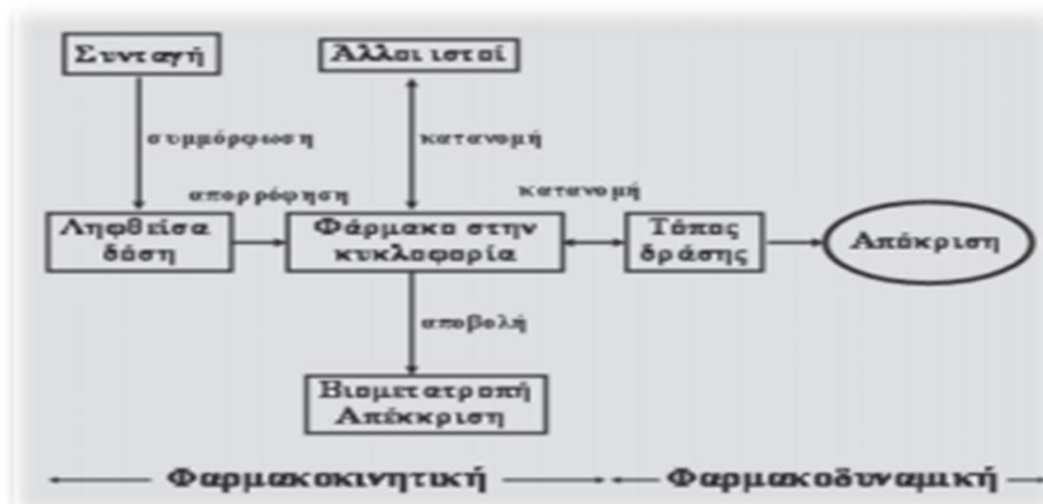 Συνταγή
Άλλοι ιστοί
συμμόρφωση
κατανομή
απορρόφηση
κατανομή
Ληφθείσα
δόση
Φάρμακο στην
κυκλοφορία
Τόπος
δράσης
Απόκριση
αποβολή
Βιομετατροπή
Απέκκριση
Φαρμακοκινητική
Φαρμακοδυναμική